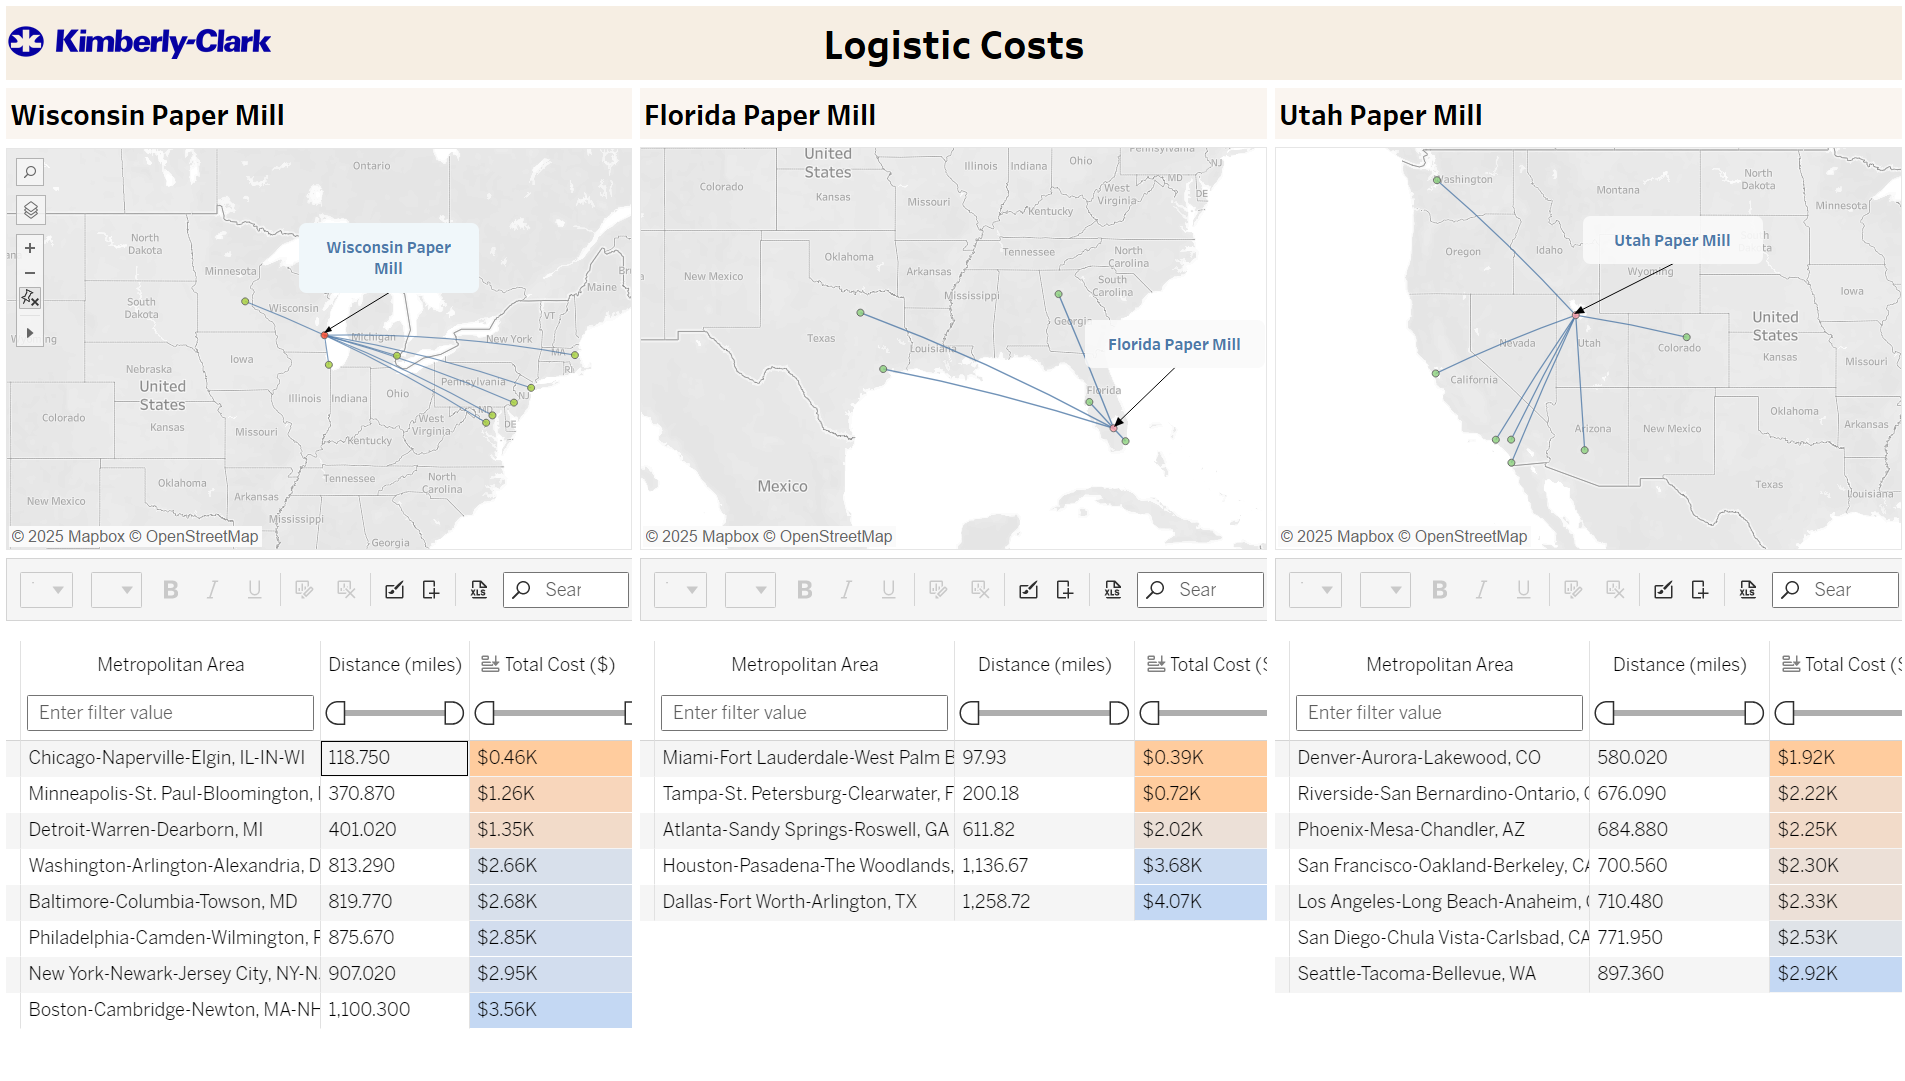 Kimberly-Clark
Logistic Costs
Wisconsin Paper Mill
Ontario
North
Dakota
Minnesota
South
Dakota
Wisconsin
Wisconsin Paper
Mill
Michigan
Maine
VT
New York
MA
RI
Iowa
Nebraska
United
States
Illinois
Indiana
Ohio
Pennsylvania
NJ
MD
DE
West
Virginia
Colorado
Kansas
Missouri
Kentucky
Tennessee
North
Carolina
Oklahoma
Arkansas
New Mexico
Mississippi
Georgia
© 2025 Mapbox © OpenStreetMap
Florida Paper Mill
United
States
Illinois
Indiana
Ohio
Pennsylvania
NJ
MD
DE
Colorado
Kansas
Missouri
West
Virginia
Kentucky
Tennessee
North
Carolina
Oklahoma
Arkansas
New Mexico
South
Carolina
Mississippi
Georgia
Texas
Louisiana
Florida Paper Mill
Florida
Mexico
© 2025 Mapbox © OpenStreetMap
Utah Paper Mill
Washington
Montana
North
Dakota
Minnesota
Oregon
Idaho
Utah Paper Mill
Wyoming
Iowa
United
States
Nevada
Utah
Colorado
Kansas
Missouri
California
Oklahoma
Arkansas
Arizona
New Mexico
Texas
Louisiana
© 2025 Mapbox © OpenStreetMap
B I U XLS Sear
B I U XLS Sear
B I U XLS Sear
Metropolitan Area Distance (miles) Total Cost ($)
Enter filter value
Chicago-Naperville-Elgin, IL-IN-WI 118.750 $0.46K
Minneapolis-St. Paul-Bloomington, 370.870 $1.26K
Detroit-Warren-Dearborn, MI 401.020 $1.35K
Washington-Arlington-Alexandria, D 813.290 $2.66K
Baltimore-Columbia-Towson, MD 819.770 $2.68K
Philadelphia-Camden-Wilmington, 875.670 $2.85K
New York-Newark-Jersey City, NY-N 907.020 $2.95K
Boston-Cambridge-Newton, MA-NH 1,100.300 $3.56K
Metropolitan Area Distance (miles) Total Cost ($
Enter filter value
Miami-Fort Lauderdale-West Palm B 97.93 $0.39K
Tampa-St. Petersburg-Clearwater, F 200.18 $0.72K
Atlanta-Sandy Springs-Roswell, GA 611.82 $2.02K
Houston-Pasadena-The Woodlands, 1,136.67 $3.68K
Dallas-Fort Worth-Arlington, TX 1,258.72 $4.07K
Metropolitan Area Distance (miles) Total Cost ($
Enter filter value
Denver-Aurora-Lakewood, CO 580.020 $1.92K
Riverside-San Bernardino-Ontario, 676.090 $2.22K
Phoenix-Mesa-Chandler, AZ 684.880 $2.25K
San Francisco-Oakland-Berkeley, CA 700.560 $2.30K
Los Angeles-Long Beach-Anaheim, 710.480 $2.33K
San Diego-Chula Vista-Carlsbad, CA 771.950 $2.53K
Seattle-Tacoma-Bellevue, WA 897.360 $2.92K